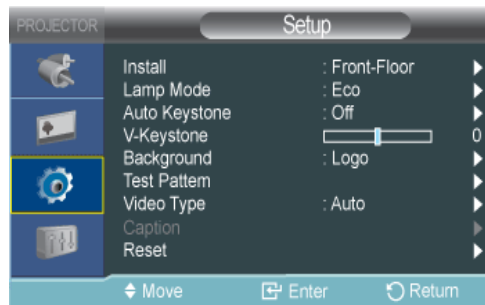 PROJECTOR Setup
Install : Front-Floor
Lamp Mode : Eco
Auto Keystone : Off
V-Keystone 0
Background : Logo
Test Pattem
Video Type : Auto
Caption
Reset
Move Enter Return